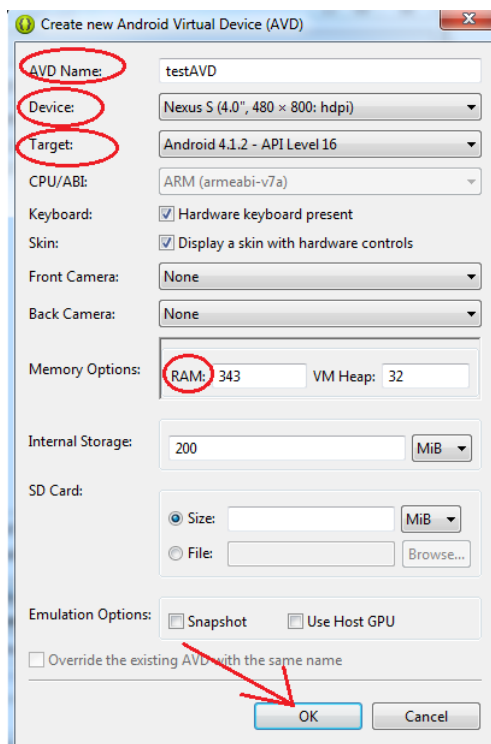 Create new Android Virtual Device (AVD)
AVD Name: testAVD
Device: Nexus S (4.0", 480 × 800: hdpi)
Target: Android 4.1.2 - API Level 16
CPU/ABI: ARM (armeabi-v7a)
Keyboard: Hardware keyboard present
Skin: Display a skin with hardware controls
Front Camera: None
Back Camera: None
Memory Options: RAM: 343 VM Heap: 32
Internal Storage: 200 MiB
SD Card:
Size: MiB
File: Browse...
Emulation Options: Snapshot Use Host GPU
Override the existing AVD with the same name
OK Cancel